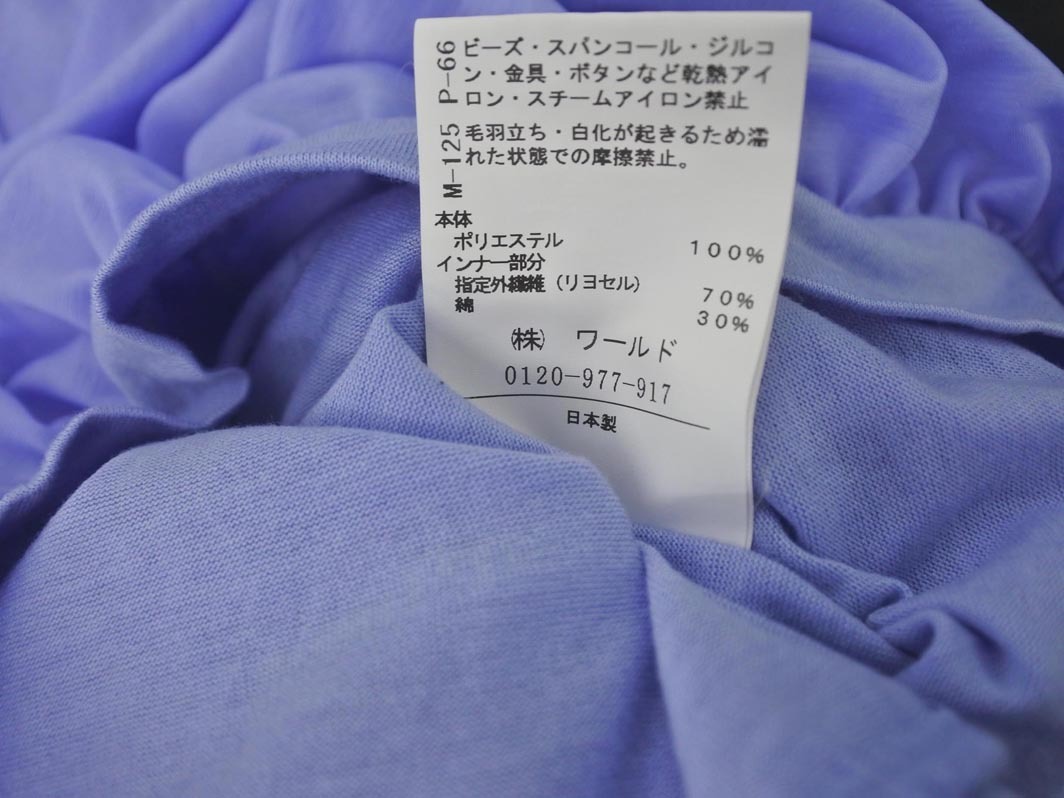 P-66
ビーズ・スパンコール・ジルコ
ン・金具・ボタンなど乾熱アイ
ロン・スチームアイロン禁止
M-125
毛羽立ち・白化が起きるため濡
れた状態での摩擦禁止。
本体
ポリエステル 100%
インナー部分
指定外繊維（リヨセル） 70%
綿 30%
㈱ ワールド
0120-977-917
日本製